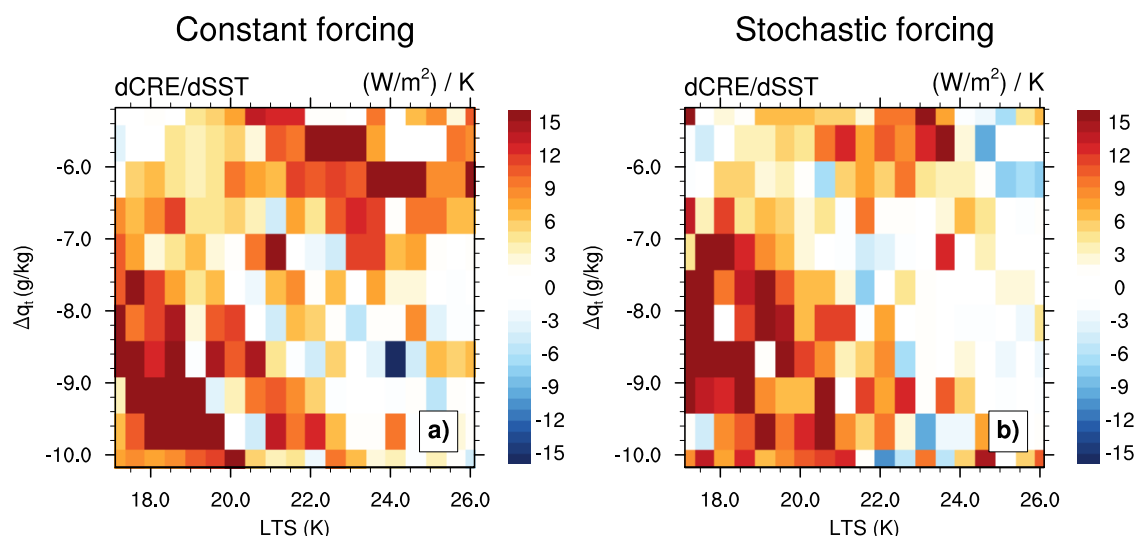 Constant forcing
Stochastic forcing
dCRE/dSST (W/m²) / K
dCRE/dSST (W/m²) / K
-6.0
-7.0
-8.0
-9.0
-10.0
Δqₜ (g/kg)
18.0 20.0 22.0 24.0 26.0
LTS (K)
a)
15
12
9
6
3
0
-3
-6
-9
-12
-15
-6.0
-7.0
-8.0
-9.0
-10.0
Δqₜ (g/kg)
18.0 20.0 22.0 24.0 26.0
LTS (K)
b)
15
12
9
6
3
0
-3
-6
-9
-12
-15